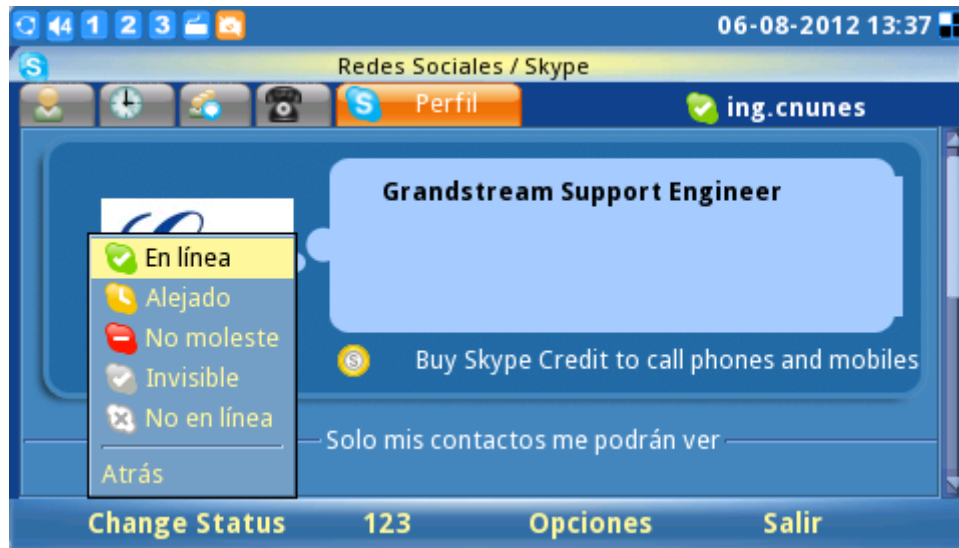 4 1 2 3 06-08-2012 13:37
Redes Sociales / Skype
Perfil ing.cnunes
Grandstream Support Engineer
En línea
Alejado
No moleste
Invisible
No en línea
Atrás
Buy Skype Credit to call phones and mobiles
Solo mis contactos me podrán ver
Change Status 123 Opciones Salir